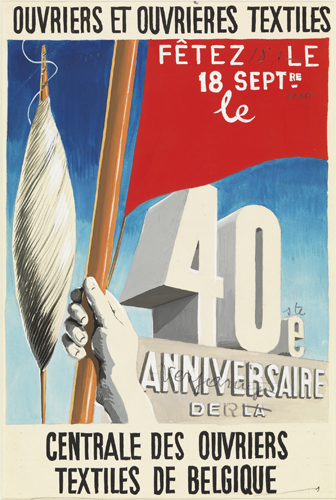 OUVRIERS ET OUVRIÈRES TEXTILES
FÊTEZ LE
18 SEPTRE
le
40e
ste
ANNIVERSAIRE
DE LA
CENTRALE DES OUVRIERS
TEXTILES DE BELGIQUE